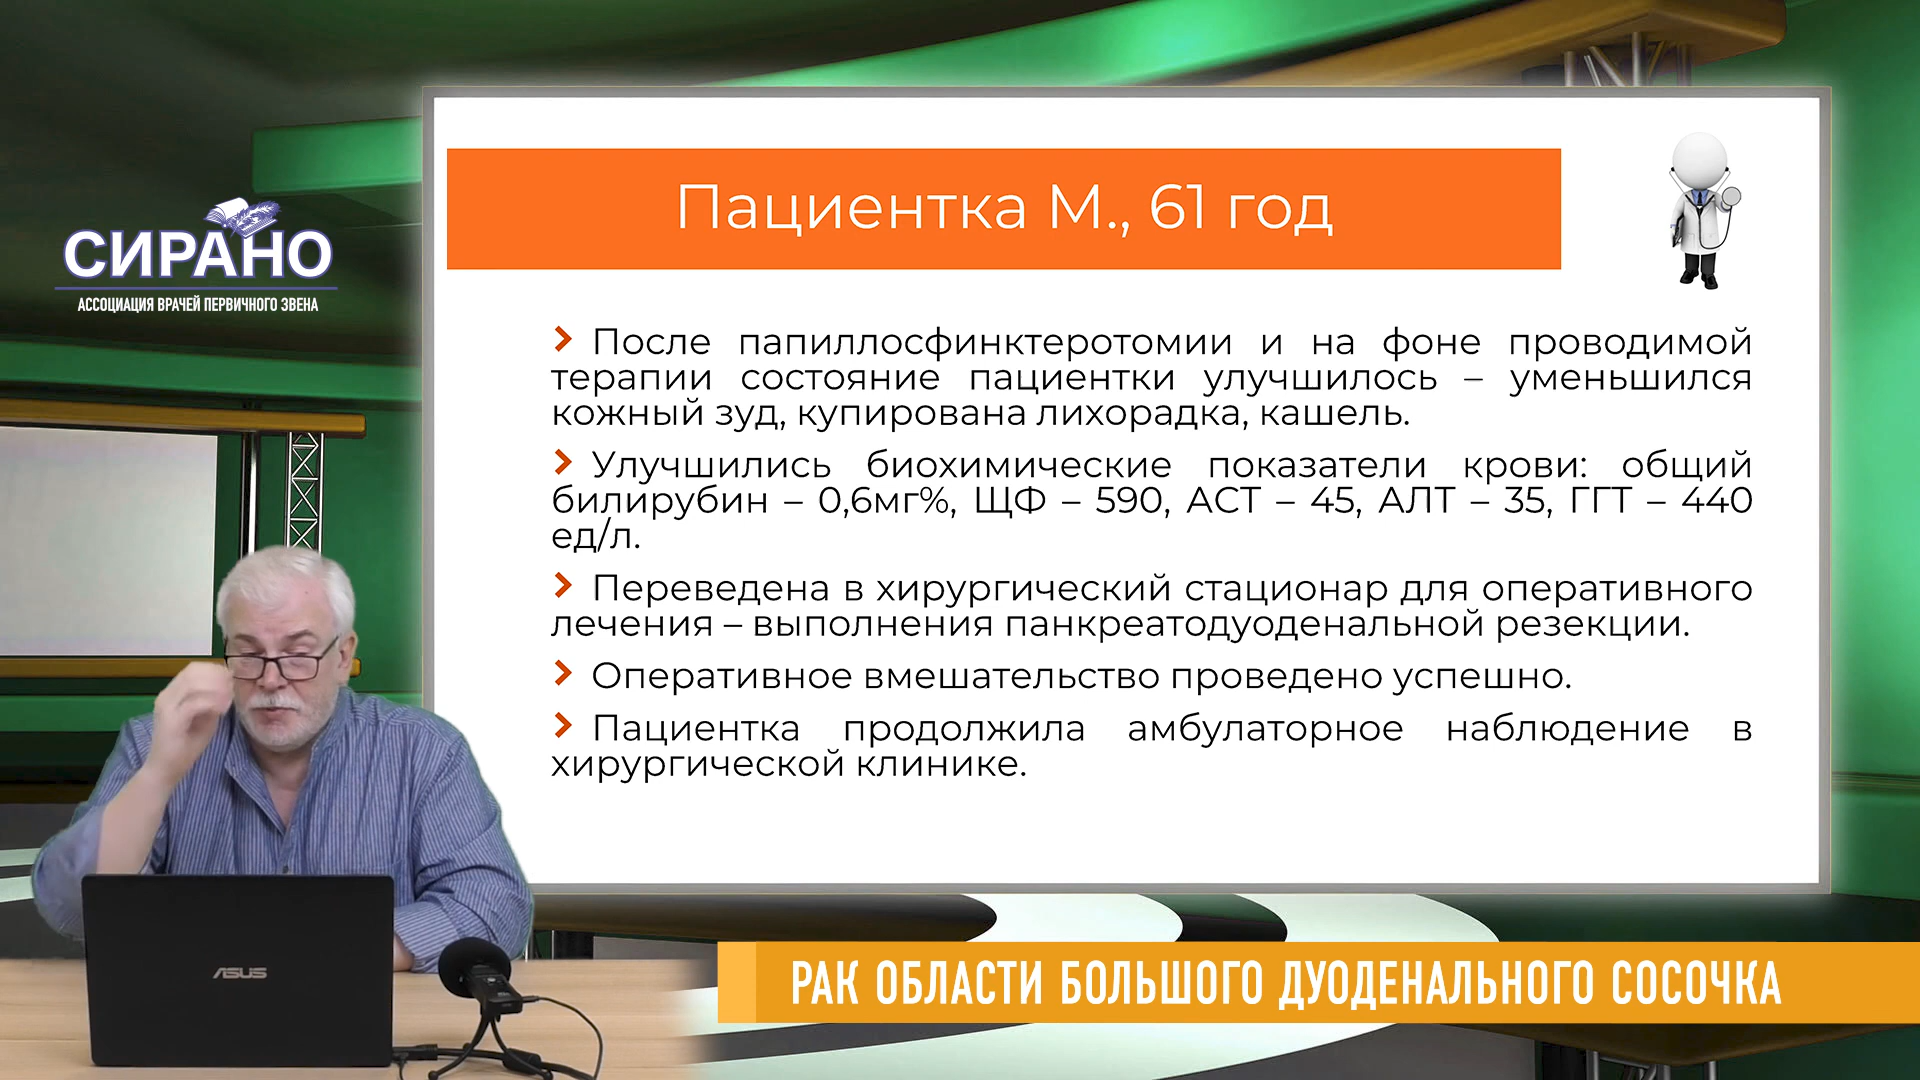 СИРАНО
АССОЦИАЦИЯ ВРАЧЕЙ ПЕРВИЧНОГО ЗВЕНА
Пациентка М., 61 год
После папиллосфинктеротомии и на фоне проводимой
терапии состояние пациентки улучшилось – уменьшился
кожный зуд, купирована лихорадка, кашель.
Улучшились биохимические показатели крови: общий
билирубин – 0,6мг%, ЩФ – 590, АСТ – 45, АЛТ – 35, ГГТ – 440
ед/л.
Переведена в хирургический стационар для оперативного
лечения – выполнения панкреатодуоденальной резекции.
Оперативное вмешательство проведено успешно.
Пациентка продолжила амбулаторное наблюдение в
хирургической клинике.
ASUS
РАК ОБЛАСТИ БОЛЬШОГО ДУОДЕНАЛЬНОГО СОСОЧКА